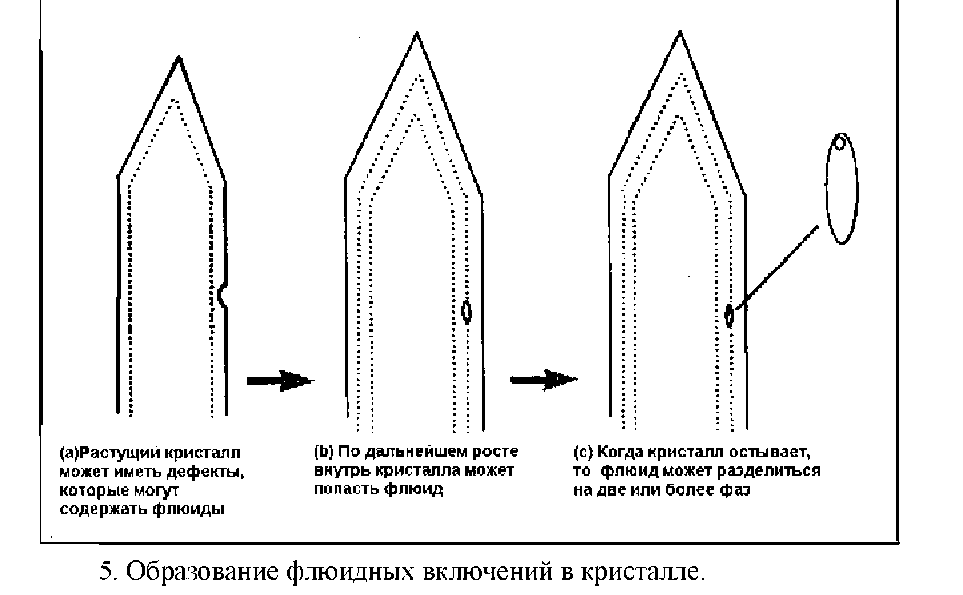 (a)Растущий кристалл
может иметь дефекты,
которые могут
содержать флюиды
(b) По дальнейшем росте
внутрь кристалла может
попасть флюид
(c) Когда кристалл остывает,
то флюид может разделиться
на две или более фаз
5. Образование флюидных включений в кристалле.